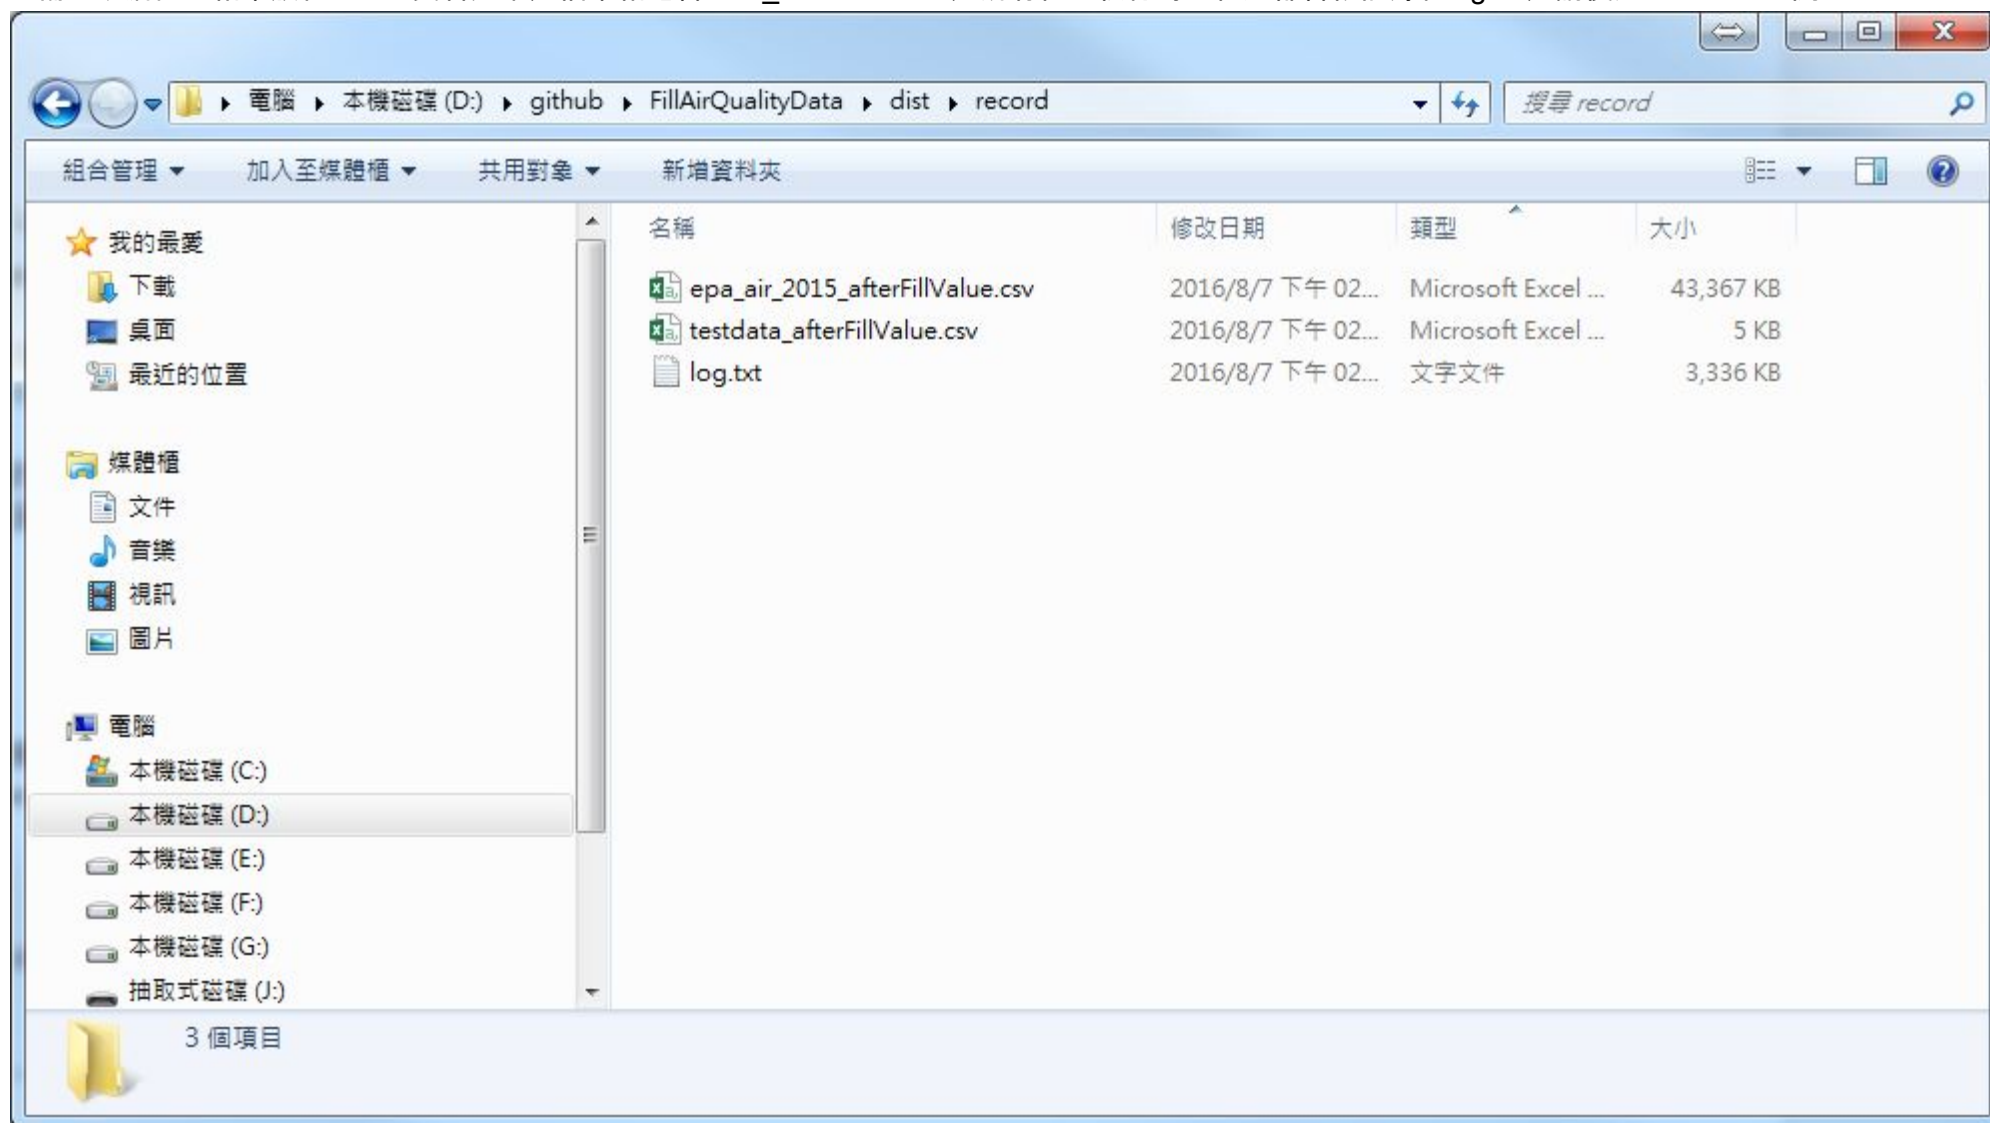 電腦 ▸ 本機磁碟 (D:) ▸ github ▸ FillAirQualityData ▸ dist ▸ record
搜尋 record
組合管理 加入至媒體櫃 共用對象 新增資料夾
我的最愛
下載
桌面
最近的位置
媒體櫃
文件
音樂
視訊
圖片
電腦
本機磁碟 (C:)
本機磁碟 (D:)
本機磁碟 (E:)
本機磁碟 (F:)
本機磁碟 (G:)
抽取式磁碟 (J:)
名稱 修改日期 類型 大小
epa_air_2015_afterFillValue.csv 2016/8/7 下午 02... Microsoft Excel ... 43,367 KB
testdata_afterFillValue.csv 2016/8/7 下午 02... Microsoft Excel ... 5 KB
log.txt 2016/8/7 下午 02... 文字文件 3,336 KB
3 個項目